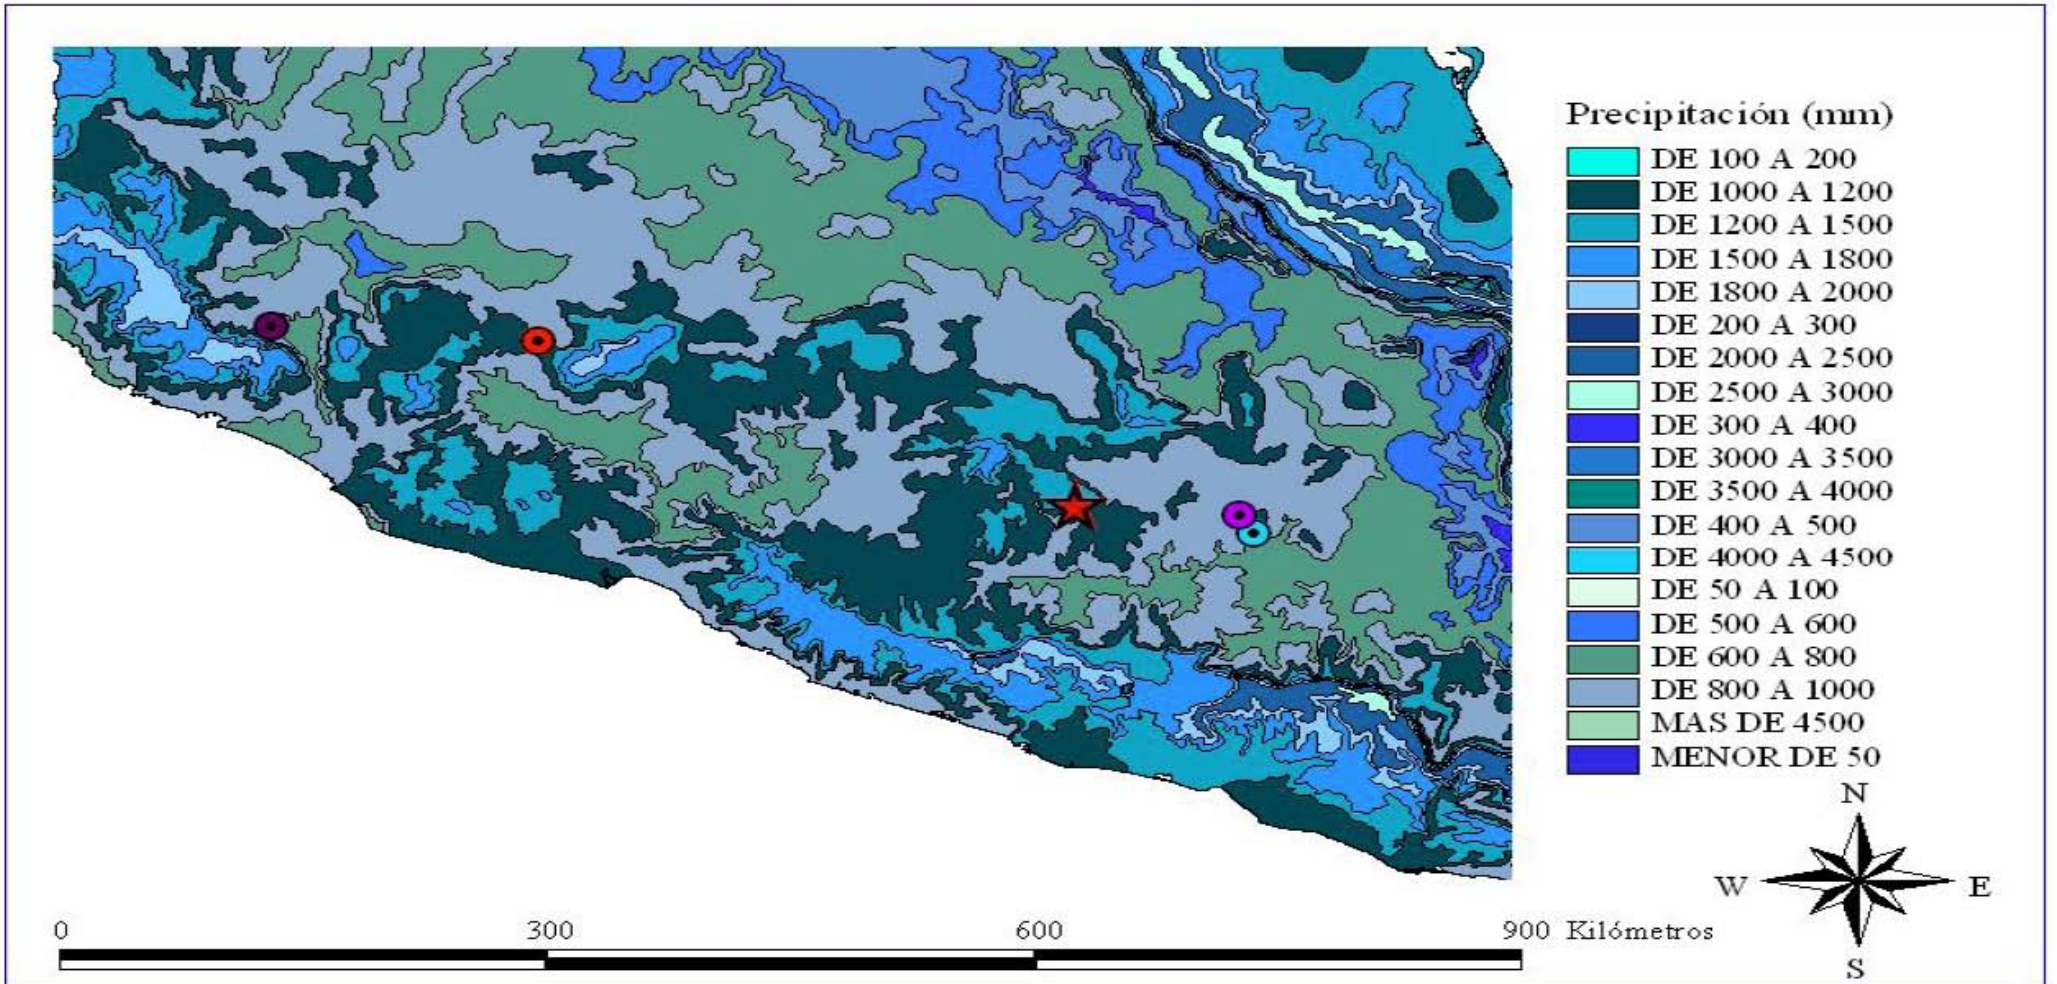 Precipitación (mm)
DE 100 A 200
DE 1000 A 1200
DE 1200 A 1500
DE 1500 A 1800
DE 1800 A 2000
DE 200 A 300
DE 2000 A 2500
DE 2500 A 3000
DE 300 A 400
DE 3000 A 3500
DE 3500 A 4000
DE 400 A 500
DE 4000 A 4500
DE 50 A 100
DE 500 A 600
DE 600 A 800
DE 800 A 1000
MAS DE 4500
MENOR DE 50
N
W E
S
0 300 600 900 Kilómetros